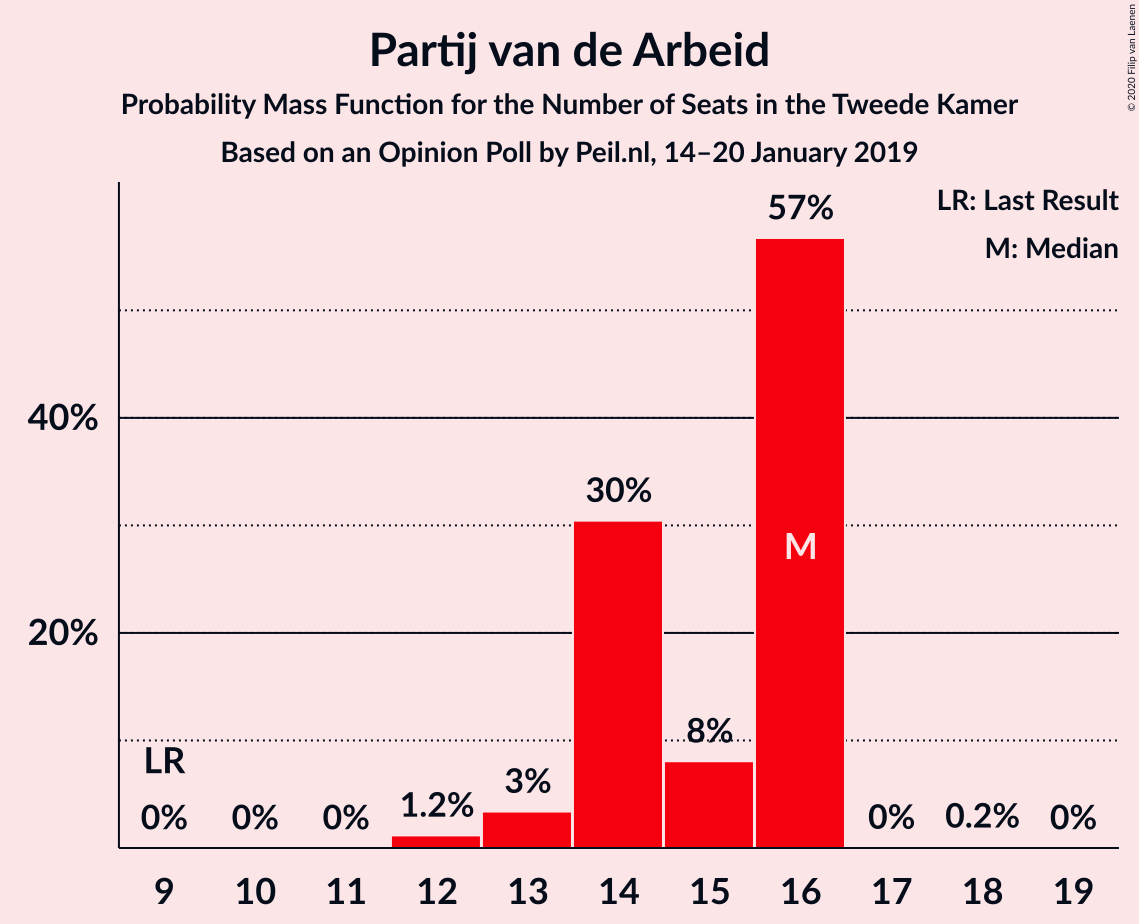 Partij van de Arbeid
Probability Mass Function for the Number of Seats in the Tweede Kamer
Based on an Opinion Poll by Peil.nl, 14–20 January 2019
© 2020 Filip van Laenen
LR: Last Result
M: Median
57%
40%
30%
M
20%
8%
LR
3%
1.2%
0% 0% 0% 0% 0.2% 0%
9 10 11 12 13 14 15 16 17 18 19